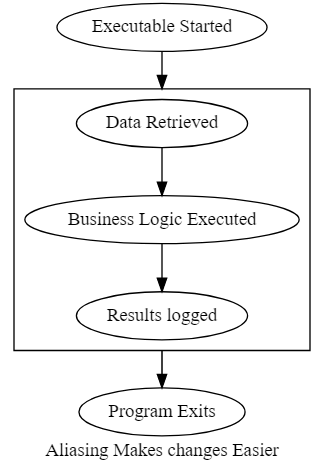 Executable Started
Data Retrieved
Business Logic Executed
Results logged
Program Exits
Aliasing Makes changes Easier